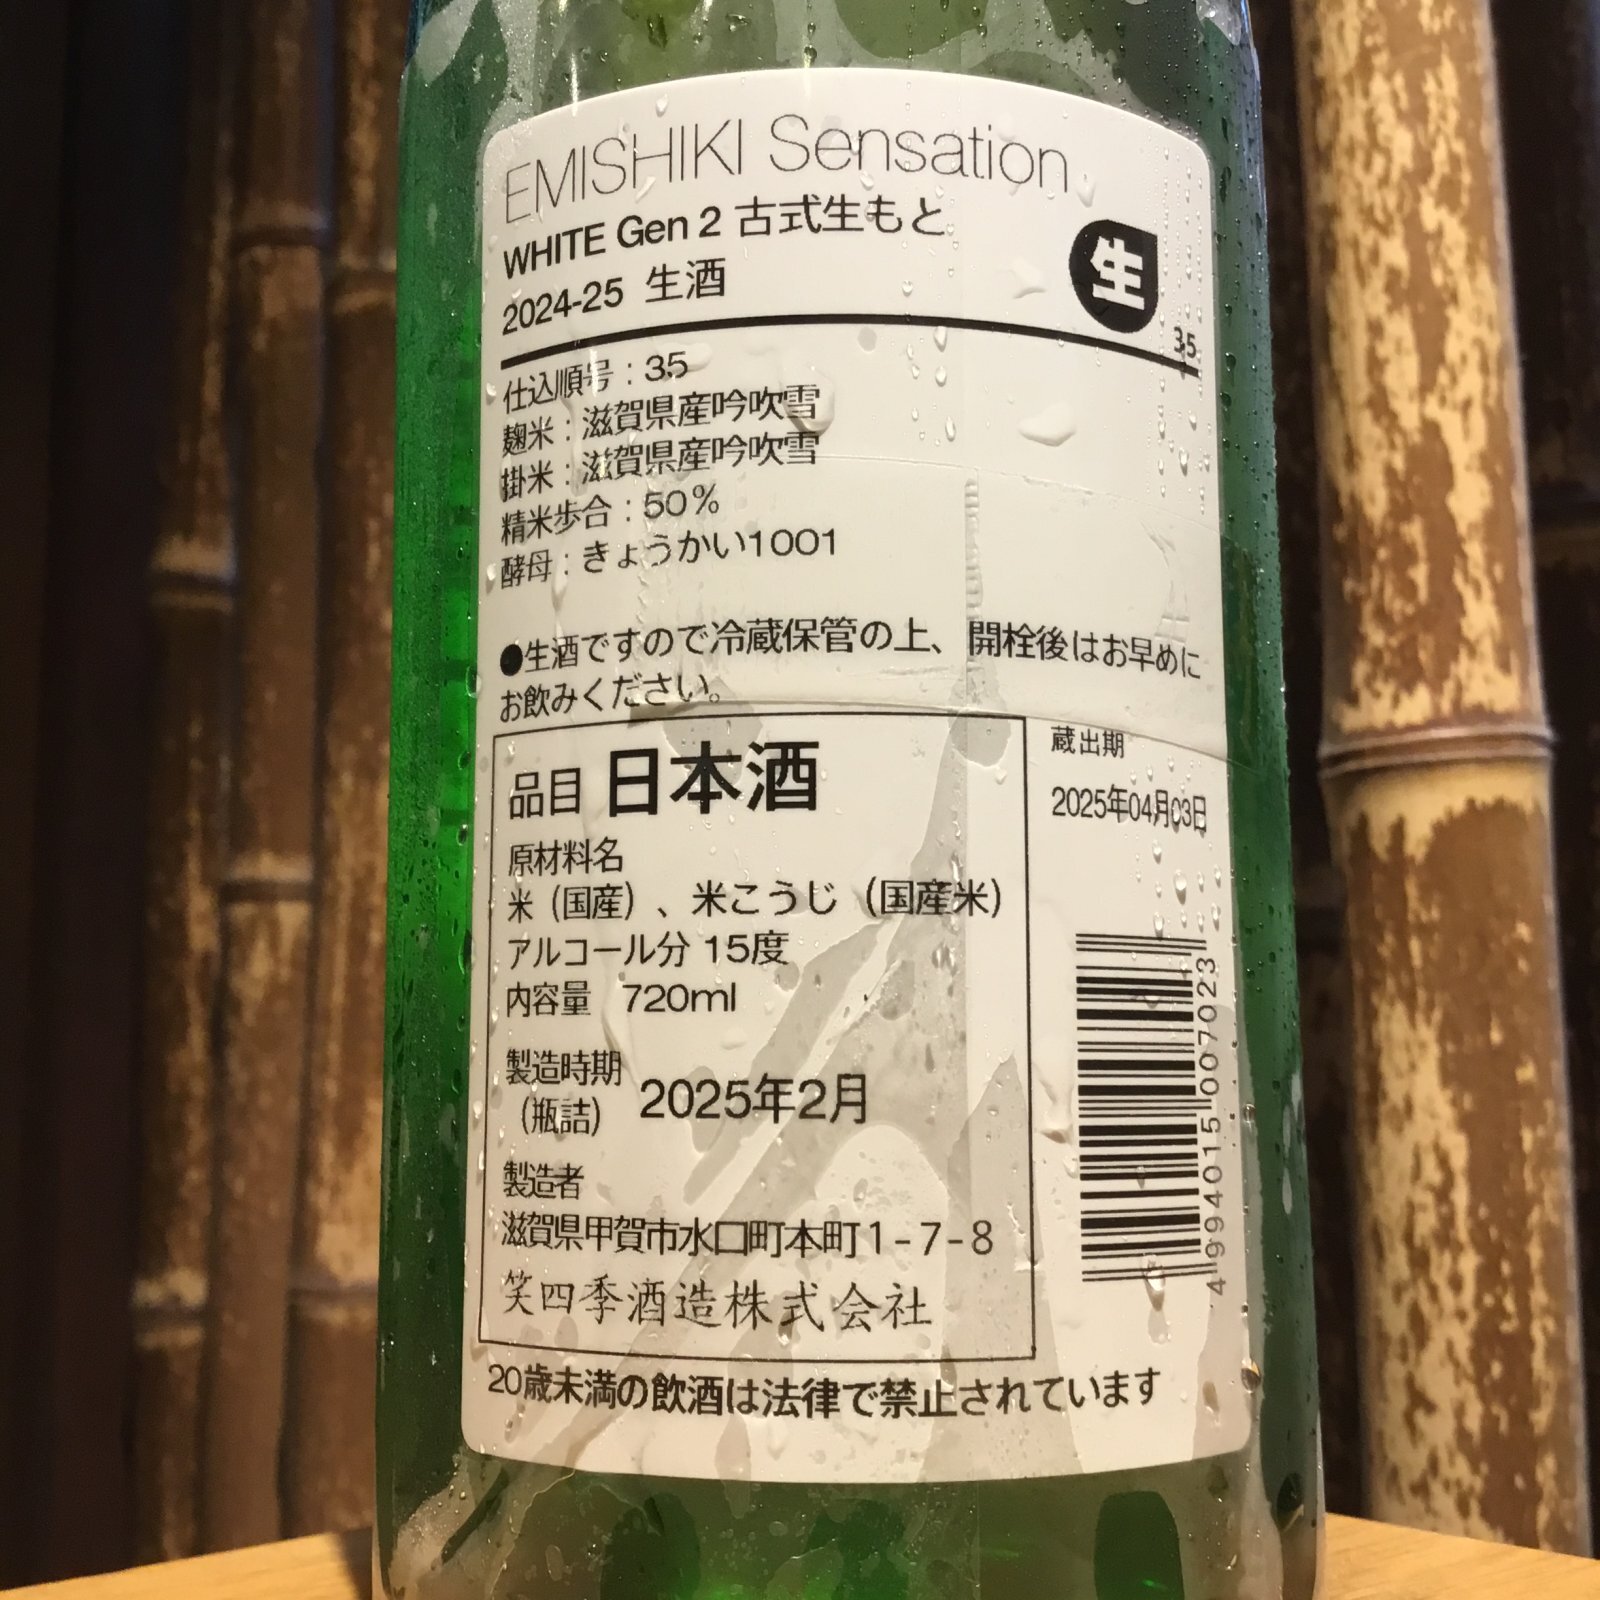 EMISHIKI Sensation
WHITE Gen 2 古式生もと
2024-25 生酒
生
35
仕込順号：35
麹米：滋賀県産吟吹雪
掛米：滋賀県産吟吹雪
精米歩合：50%
酵母：きょうかい1001
●生酒ですので冷蔵保管の上、開栓後はお早めに
お飲みください。
品目 日本酒
原材料名
米（国産）、米こうじ（国産米）
アルコール分 15度
内容量 720ml
製造時期
（瓶詰） 2025年2月
製造者
滋賀県甲賀市水口町本町1-7-8
笑四季酒造株式会社
蔵出期
2025年04月03日
4994015007023
20歳未満の飲酒は法律で禁止されています